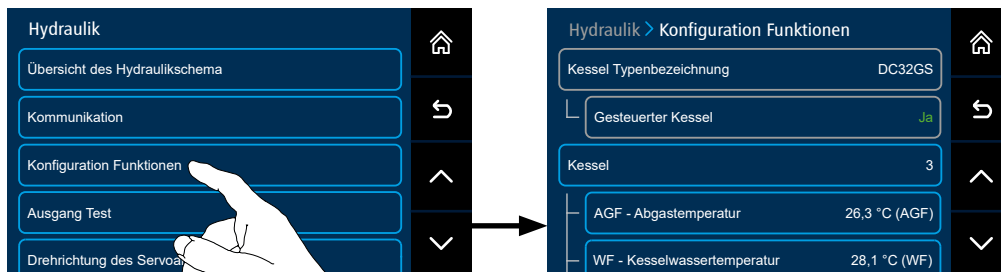 Hydraulik
Übersicht des Hydraulikschema
Kommunikation
Konfiguration Funktionen
Ausgang Test
Drehrichtung des
Hydraulik > Konfiguration Funktionen
Kessel Typenbezeichnung DC32GS
Gesteuerter Kessel Ja
Kessel 3
AGF - Abgastemperatur 26,3 °C (AGF)
WF - Kesselwassertemperatur 28,1 °C (WF)